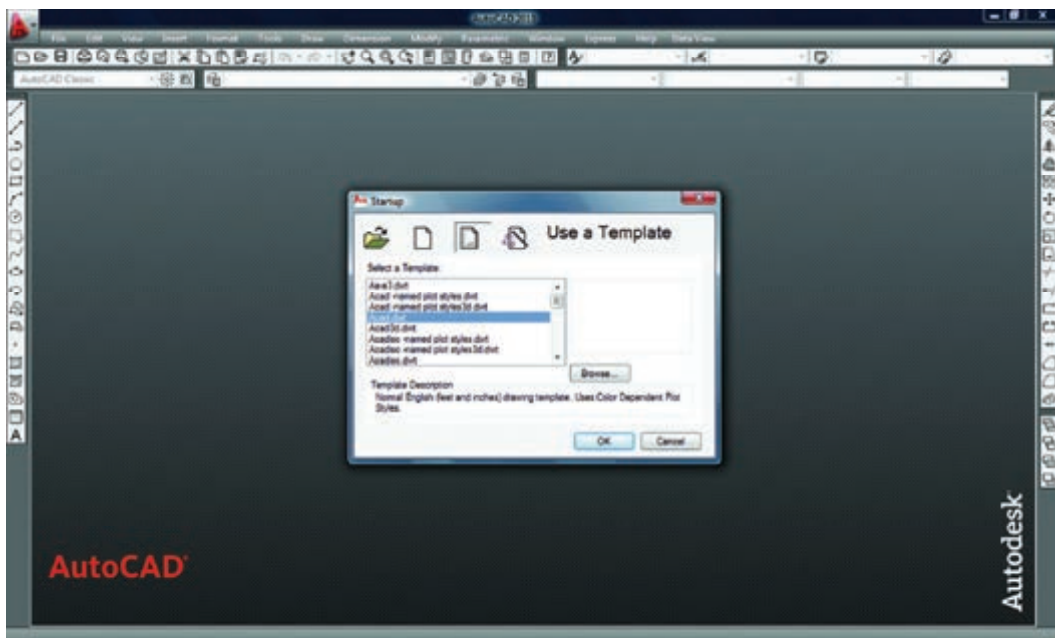 AutoCAD 2011
File Edit View Insert Format Tools Draw Dimension Modify Parametric Window Express Help Data View
AutoCAD Classic
Startup
Use a Template
Select a Template:
Acad -named plot styles.dwt
Acad -named plot styles3d.dwt
Acad.dwt
Acad3d.dwt
Acadiso -named plot styles.dwt
Acadiso -named plot styles3d.dwt
Acadiso.dwt
Browse...
Template Description
Normal English (feet and inches) drawing template. Uses Color Dependent Plot
Styles.
OK Cancel
A
AutoCAD
Autodesk